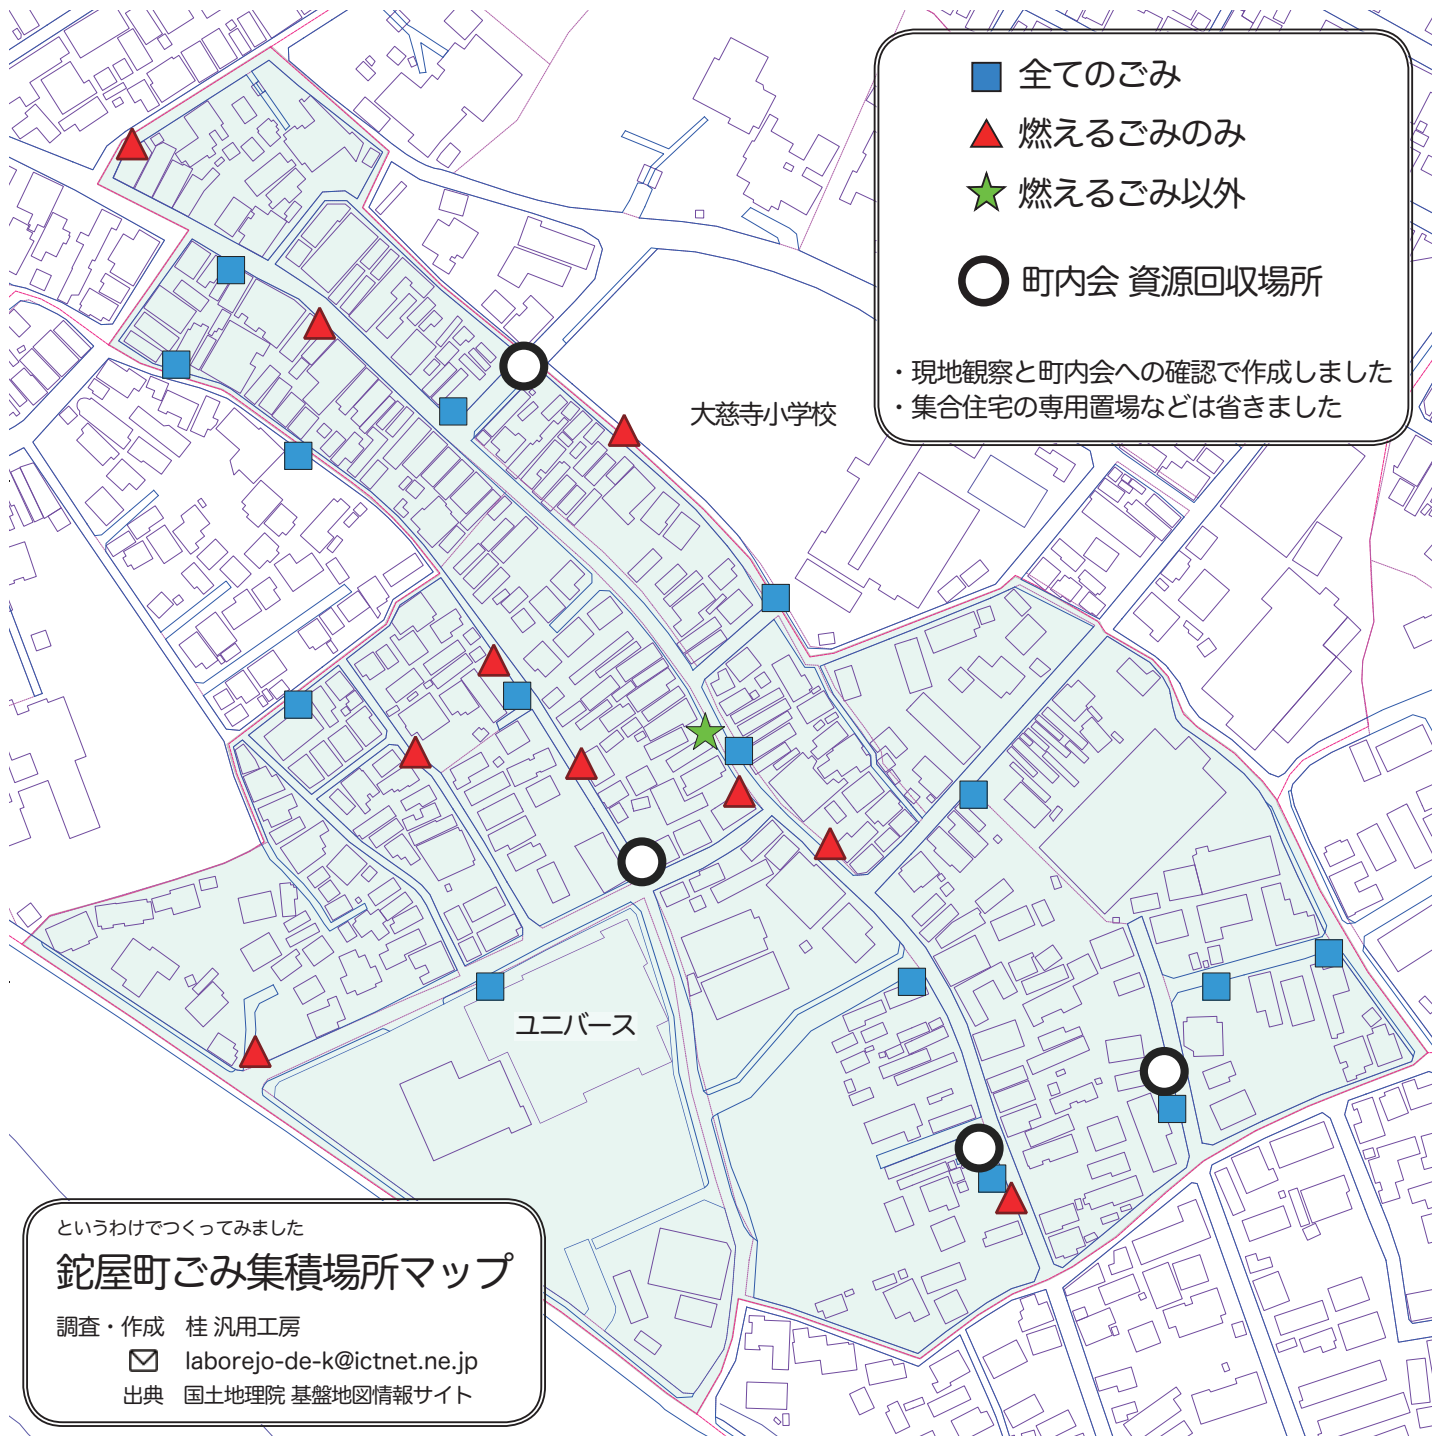 全てのごみ
燃えるごみのみ
燃えるごみ以外
町内会 資源回収場所
・現地観察と町内会への確認で作成しました
・集合住宅の専用置場などは省きました
大慈寺小学校
ユニバース
というわけでつくってみました
鉈屋町ごみ集積場所マップ
調査・作成 桂 汎用工房
laborejo-de-k@ictnet.ne.jp
出典 国土地理院 基盤地図情報サイト